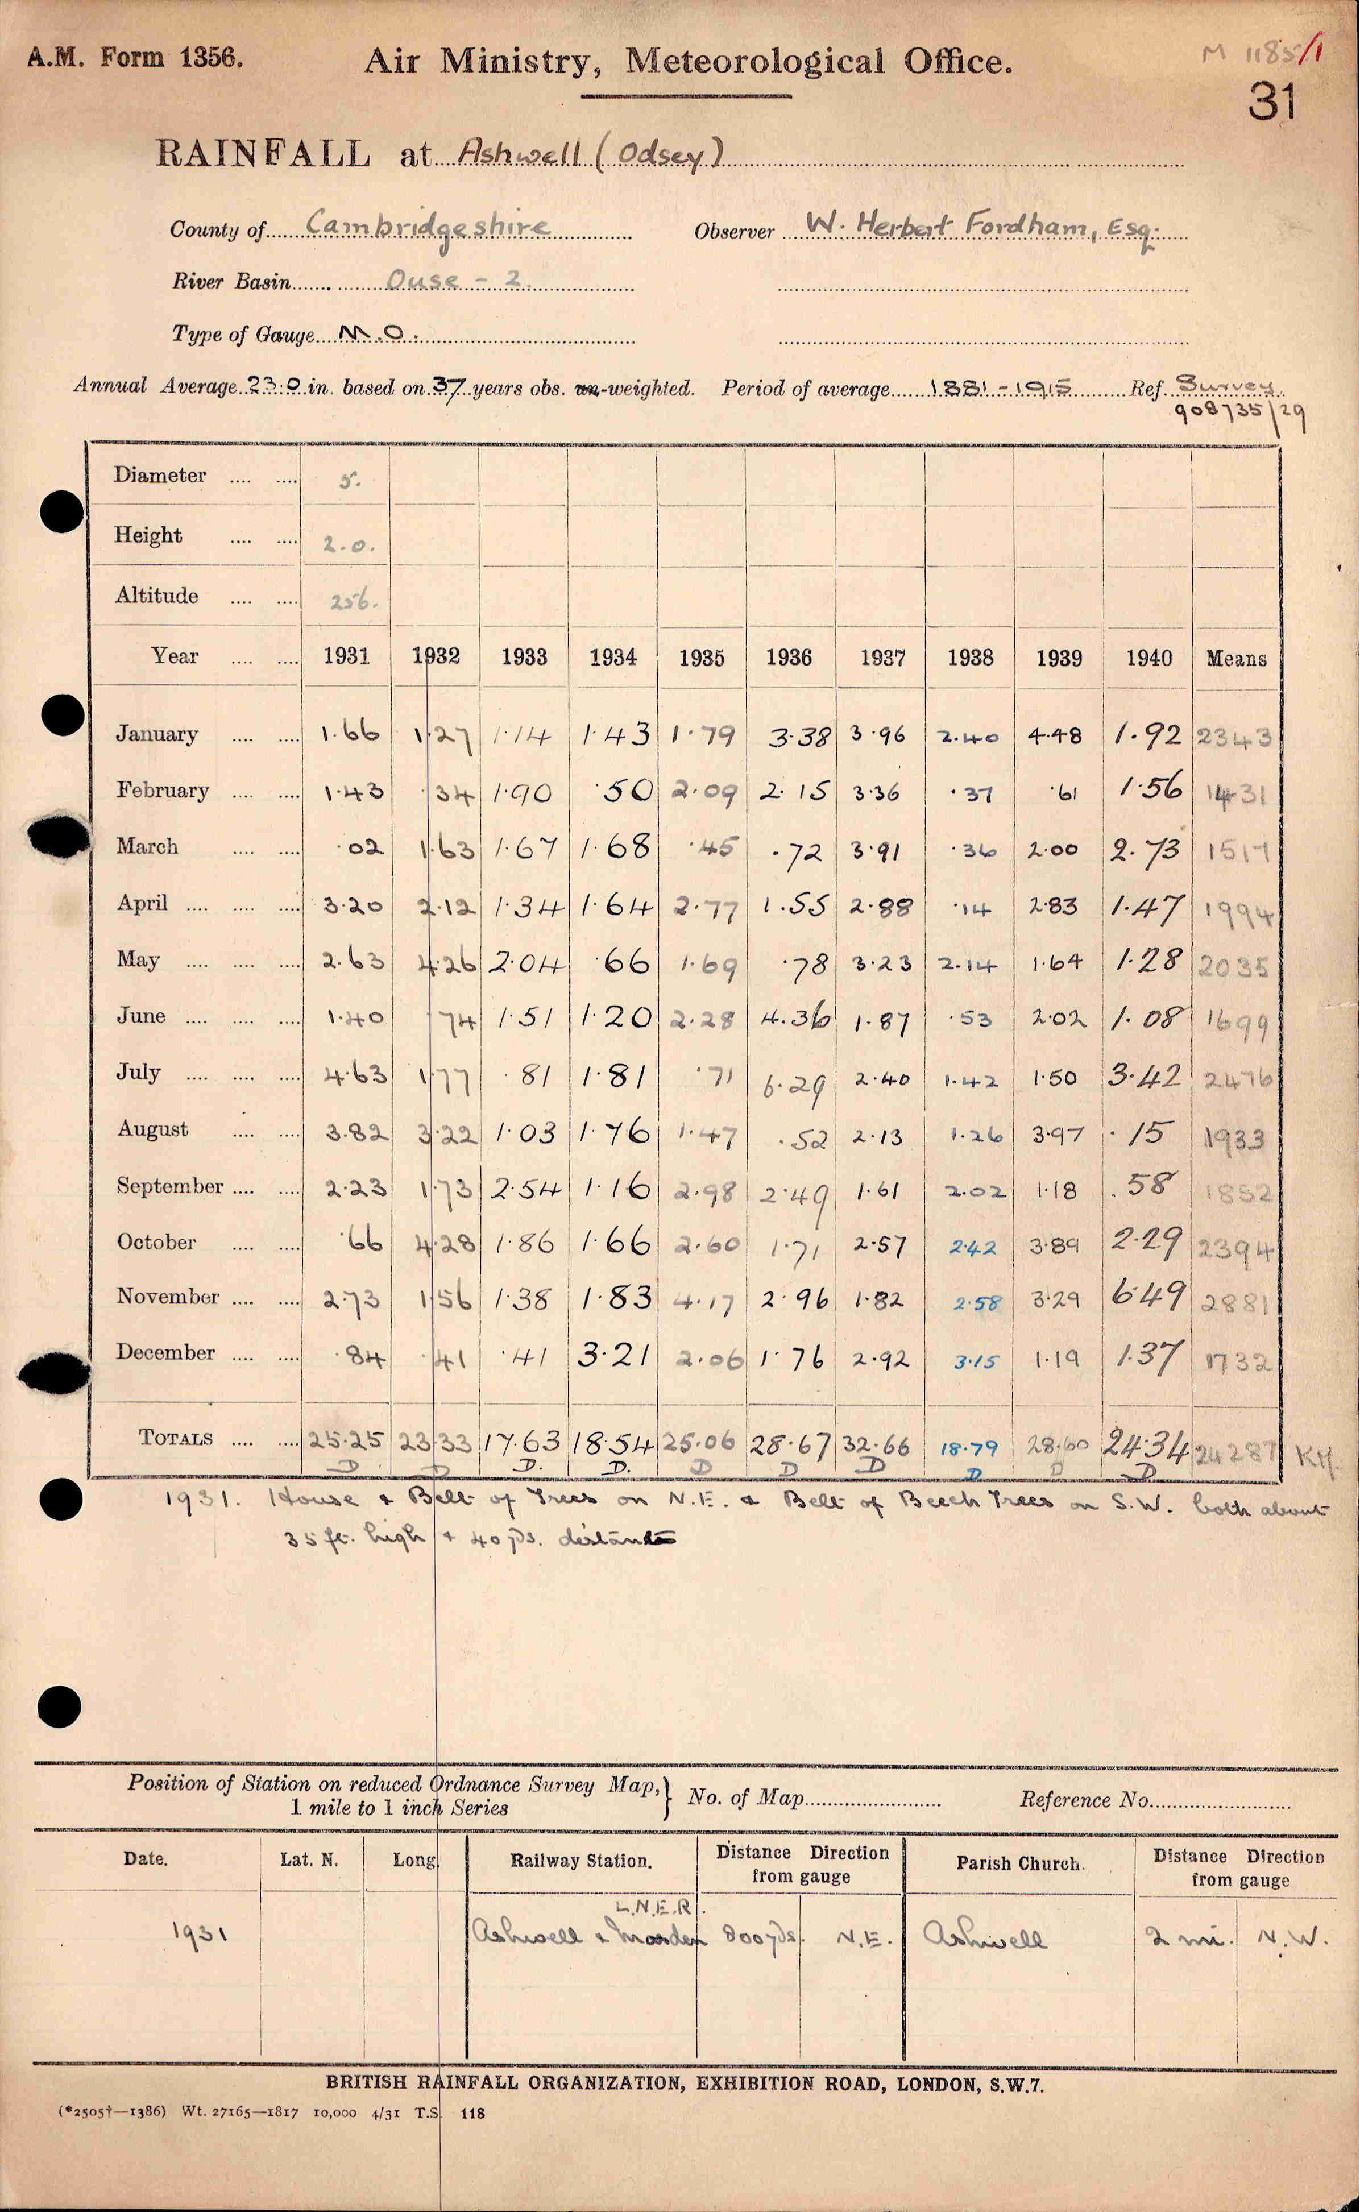 A.M. Form 1356. Air Ministry, Meteorological Office. M 1185/1
31
RAINFALL at Ashwell (Odsey)
County of Cambridgeshire Observer W. Herbert Fordham, Esq.
River Basin Ouse - 2.
Type of Gauge M.O.
Annual Average 23.0 in. based on 37 years obs. un-weighted. Period of average 1881-1915 Ref. Survey.
908735/29
Diameter 5.
Height 2.0.
Altitude 256.
Year 1931 1932 1933 1934 1935 1936 1937 1938 1939 1940 Means
January 1.66 1.27 1.14 1.43 1.79 3.38 3.96 2.40 4.48 1.92 2343
February 1.43 .34 1.90 .50 2.09 2.15 3.36 .37 .61 1.56 1431
March .02 1.63 1.67 1.68 .45 .72 3.91 .36 2.00 2.73 1517
April 3.20 2.12 1.34 1.64 2.77 1.55 2.88 .14 2.83 1.47 1994
May 2.63 4.26 2.04 .66 1.69 .78 3.23 2.14 1.64 1.28 2035
June 1.40 .74 1.51 1.20 2.28 4.36 1.87 .53 2.02 1.08 1699
July 4.63 1.77 .81 1.81 .71 6.29 2.40 1.42 1.50 3.42 2476
August 3.82 3.22 1.03 1.76 1.47 .52 2.13 1.26 3.97 .15 1933
September 2.23 1.73 2.54 1.16 2.98 2.49 1.61 2.02 1.18 .58 1852
October .66 4.28 1.86 1.66 2.60 1.71 2.57 2.42 3.89 2.29 2394
November 2.73 1.56 1.38 1.83 4.17 2.96 1.82 2.58 3.29 6.49 2881
December .84 .41 .41 3.21 2.06 1.76 2.92 3.15 1.19 1.37 1732
TOTALS 25.25 23.33 17.63 18.54 25.06 28.67 32.66 18.79 28.60 24.34 24287
D D D. D. D D D D D D
1931. House & Belt of Trees on N.E. & Belt of Beech Trees on S.W. both about
35 ft. high & 40 yds. distant
Position of Station on reduced Ordnance Survey Map,
1 mile to 1 inch Series } No. of Map Reference No.
Date. Lat. N. Long Railway Station. Distance Direction from gauge Parish Church. Distance Direction from gauge
L.N.E.R.
1931 Ashwell & Morden 800 yds. N.E. Ashwell 2 mi. N.W.
BRITISH RAINFALL ORGANIZATION, EXHIBITION ROAD, LONDON, S.W.7.
(*2505†—1386) Wt. 27165—1817 10,000 4/31 T.S. 118